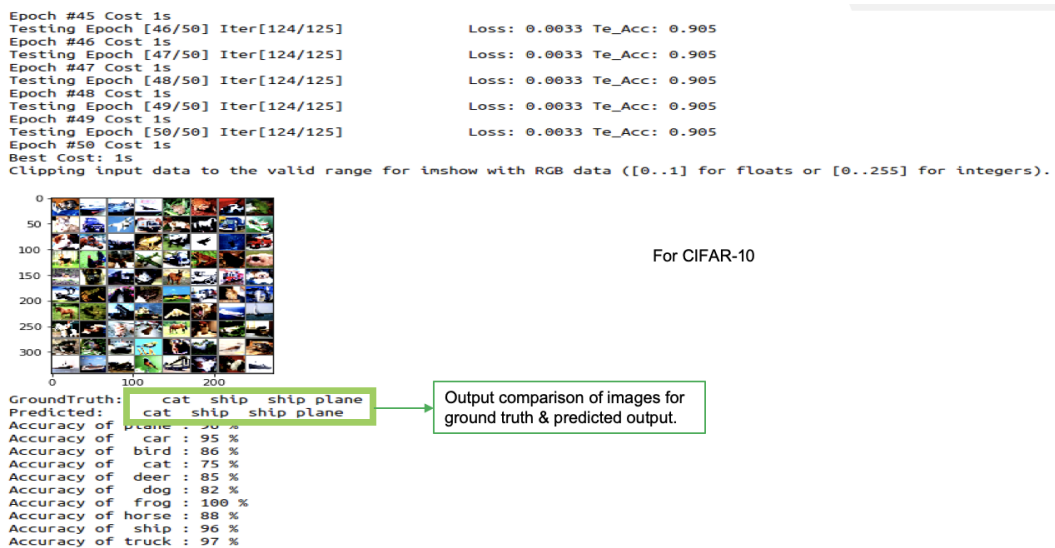 Epoch #45 Cost 1s
Testing Epoch [46/50] Iter[124/125] Loss: 0.0033 Te_Acc: 0.905
Epoch #46 Cost 1s
Testing Epoch [47/50] Iter[124/125] Loss: 0.0033 Te_Acc: 0.905
Epoch #47 Cost 1s
Testing Epoch [48/50] Iter[124/125] Loss: 0.0033 Te_Acc: 0.905
Epoch #48 Cost 1s
Testing Epoch [49/50] Iter[124/125] Loss: 0.0033 Te_Acc: 0.905
Epoch #49 Cost 1s
Testing Epoch [50/50] Iter[124/125] Loss: 0.0033 Te_Acc: 0.905
Epoch #50 Cost 1s
Best Cost: 1s
Clipping input data to the valid range for imshow with RGB data ([0..1] for floats or [0..255] for integers).
0
50
100
150
200
250
300
0 100 200
For CIFAR-10
GroundTruth: cat ship ship plane
Predicted: cat ship ship plane
Output comparison of images for
ground truth & predicted output.
Accuracy of plane : %
Accuracy of car : 95 %
Accuracy of bird : 86 %
Accuracy of cat : 75 %
Accuracy of deer : 85 %
Accuracy of dog : 82 %
Accuracy of frog : 100 %
Accuracy of horse : 88 %
Accuracy of ship : 96 %
Accuracy of truck : 97 %